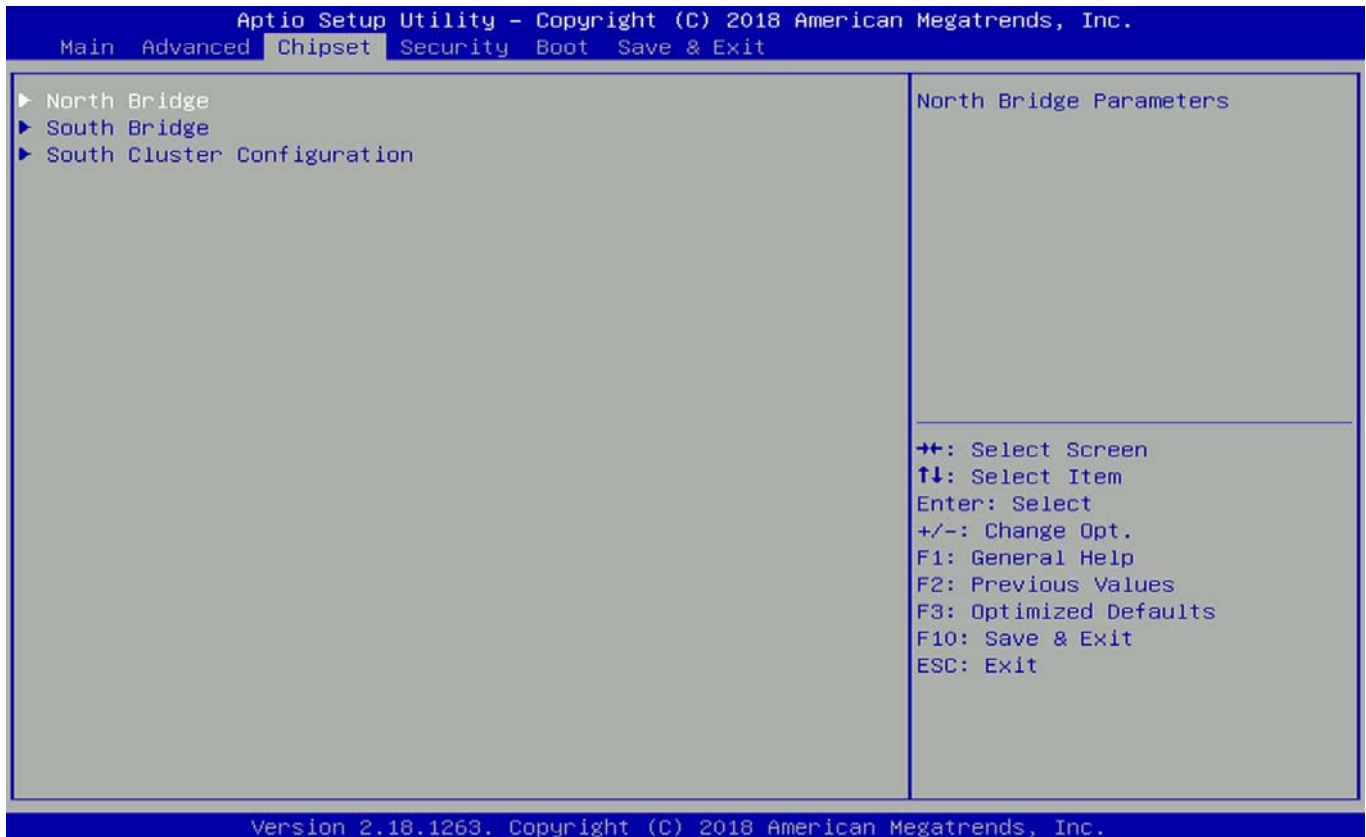 Aptio Setup Utility – Copyright (C) 2018 American Megatrends, Inc.
Main Advanced Chipset Security Boot Save & Exit
► North Bridge
► South Bridge
► South Cluster Configuration
North Bridge Parameters
→←: Select Screen
↑↓: Select Item
Enter: Select
+/-: Change Opt.
F1: General Help
F2: Previous Values
F3: Optimized Defaults
F10: Save & Exit
ESC: Exit
Version 2.18.1263. Copyright (C) 2018 American Megatrends, Inc.